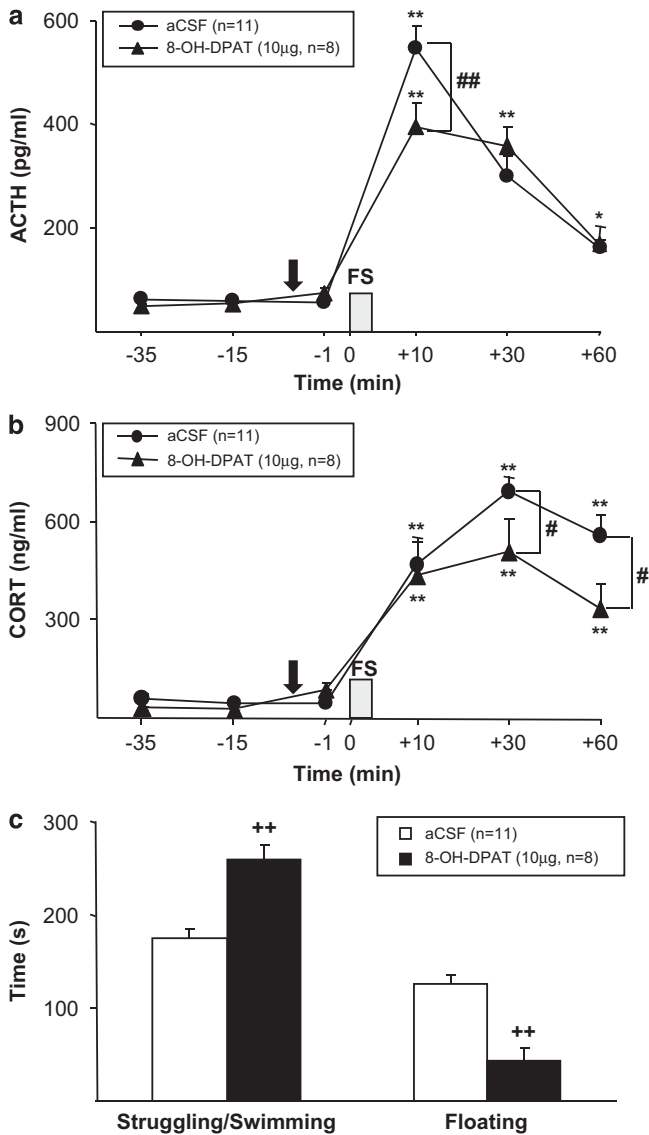 a
600
400
200
ACTH (pg/ml)
aCSF (n=11)
8-OH-DPAT (10μg, n=8)
**
**
##
**
*
FS
-35 -15 -1 0 +10 +30 +60
Time (min)
b
900
600
300
CORT (ng/ml)
aCSF (n=11)
8-OH-DPAT (10μg, n=8)
**
**
**
**
#
**
**
#
FS
-35 -15 -1 0 +10 +30 +60
Time (min)
c
300
200
100
Time (s)
aCSF (n=11)
8-OH-DPAT (10μg, n=8)
++
++
Struggling/Swimming Floating